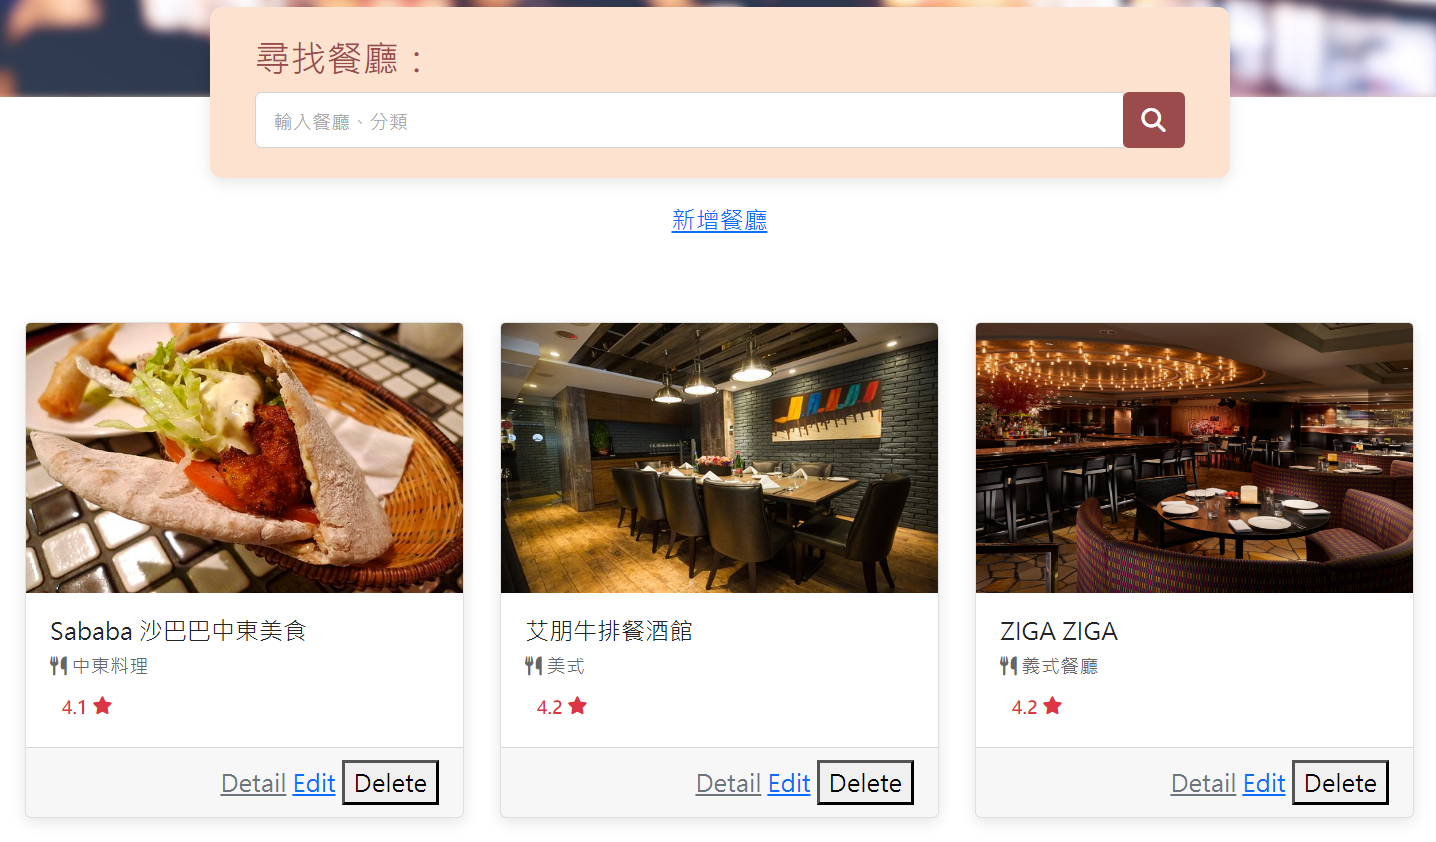 尋找餐廳：
輸入餐廳、分類
新增餐廳
Sababa 沙巴巴中東美食
中東料理
4.1
Detail Edit Delete
艾朋牛排餐酒館
美式
4.2
Detail Edit Delete
ZIGA ZIGA
義式餐廳
4.2
Detail Edit Delete